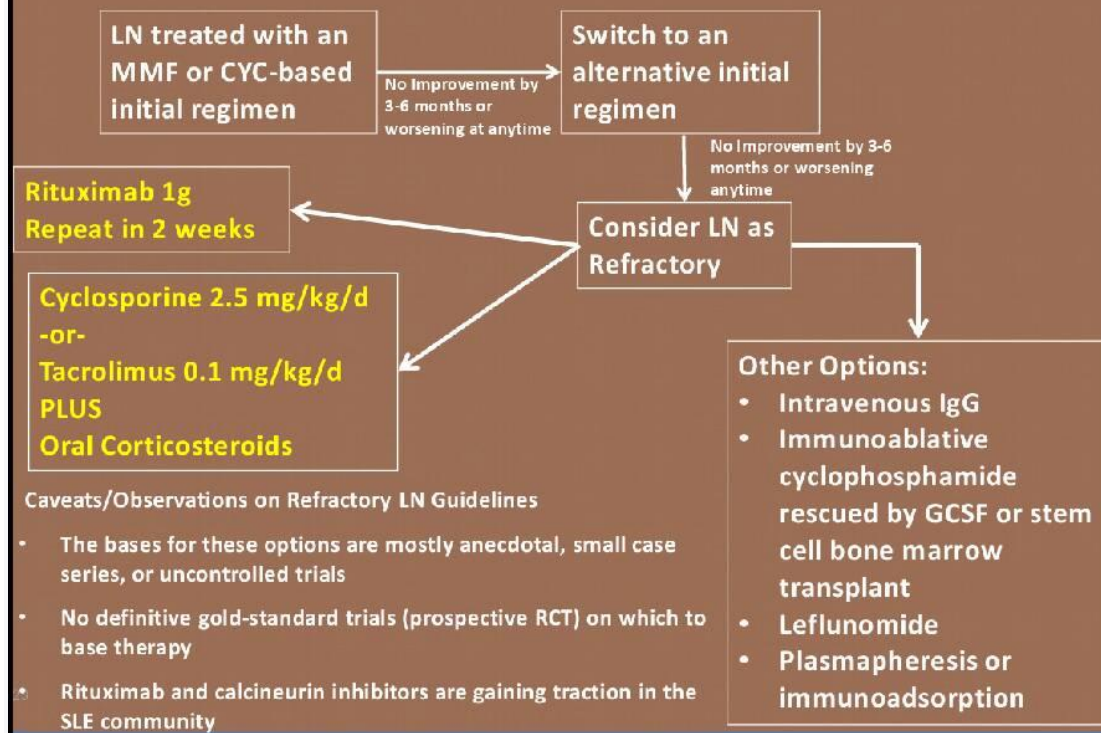 LN treated with an
MMF or CYC-based
initial regimen
No Improvement by
3-6 months or
worsening at anytime
Switch to an
alternative initial
regimen
No Improvement by 3-6
months or worsening
anytime
Consider LN as
Refractory
Rituximab 1g
Repeat in 2 weeks
Cyclosporine 2.5 mg/kg/d
-or-
Tacrolimus 0.1 mg/kg/d
PLUS
Oral Corticosteroids
Other Options:
• Intravenous IgG
• Immunoablative
cyclophosphamide
rescued by GCSF or stem
cell bone marrow
transplant
• Leflunomide
• Plasmapheresis or
immunoadsorption
Caveats/Observations on Refractory LN Guidelines
• The bases for these options are mostly anecdotal, small case
series, or uncontrolled trials
• No definitive gold-standard trials (prospective RCT) on which to
base therapy
• Rituximab and calcineurin inhibitors are gaining traction in the
SLE community